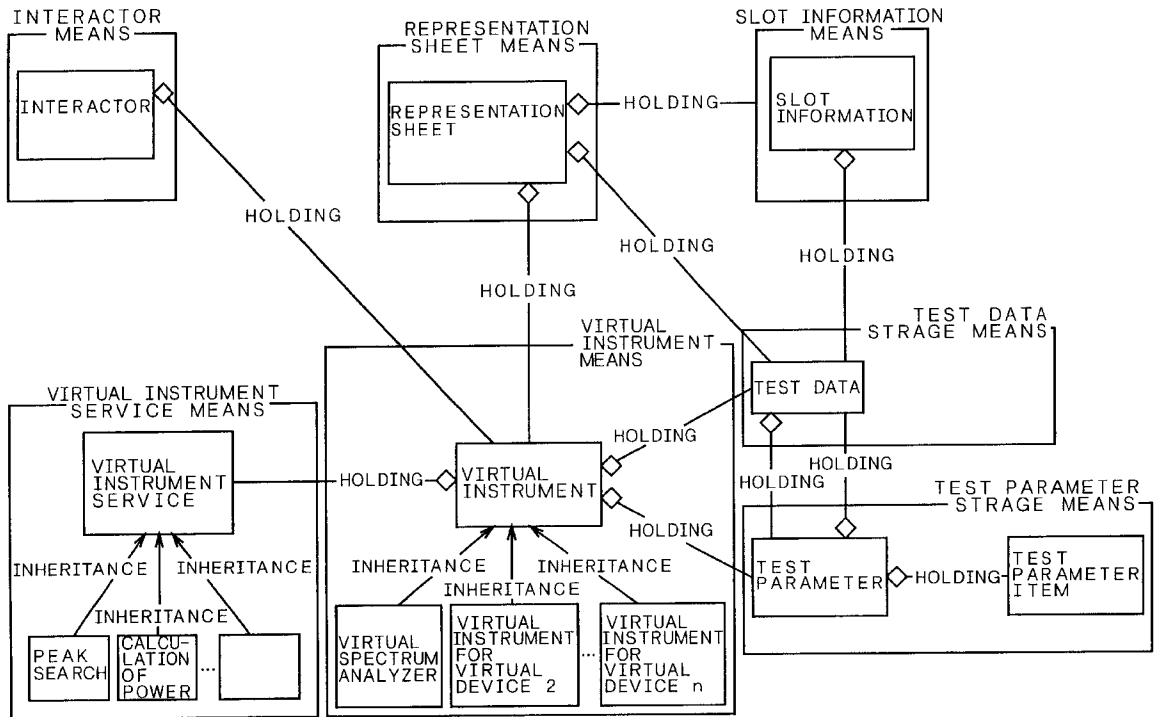 INTERACTOR
MEANS
INTERACTOR
REPRESENTATION
SHEET MEANS
REPRESENTATION
SHEET
HOLDING
SLOT INFORMATION
MEANS
SLOT
INFORMATION
HOLDING
HOLDING
HOLDING
HOLDING
TEST DATA
STRAGE MEANS
TEST DATA
VIRTUAL
INSTRUMENT
MEANS
VIRTUAL INSTRUMENT
SERVICE MEANS
VIRTUAL
INSTRUMENT
SERVICE
HOLDING
VIRTUAL
INSTRUMENT
HOLDING
HOLDING
HOLDING
HOLDING
TEST PARAMETER
STRAGE MEANS
TEST
PARAMETER
HOLDING
TEST
PARAMETER
ITEM
INHERITANCE
INHERITANCE
INHERITANCE
PEAK
SEARCH
CALCU-
LATION
OF
POWER
...
INHERITANCE
INHERITANCE
INHERITANCE
VIRTUAL
SPECTRUM
ANALYZER
VIRTUAL
INSTRUMENT
FOR
VIRTUAL
DEVICE 2
...
VIRTUAL
INSTRUMENT
FOR
VIRTUAL
DEVICE n